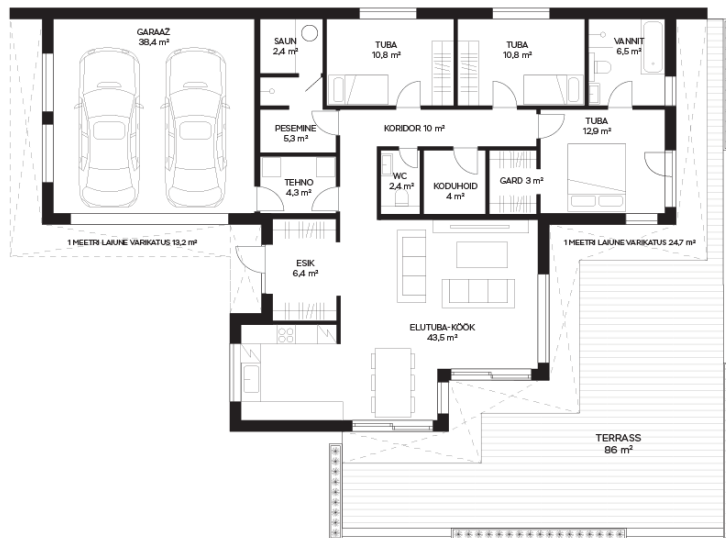 GARAAŽ
38,4 m²
SAUN
2,4 m²
TUBA
10,8 m²
TUBA
10,8 m²
VANNIT
6,5 m²
PESEMINE
5,3 m²
KORIDOR 10 m²
TUBA
12,9 m²
TEHNO
4,3 m²
WC
2,4 m²
KODUHOID
4 m²
GARD 3 m²
1 MEETRI LAIUNE VARIKATUS 13,2 m²
1 MEETRI LAIUNE VARIKATUS 24,7 m²
ESIK
6,4 m²
ELUTUBA-KÖÖK
43,5 m²
TERRASS
86 m²